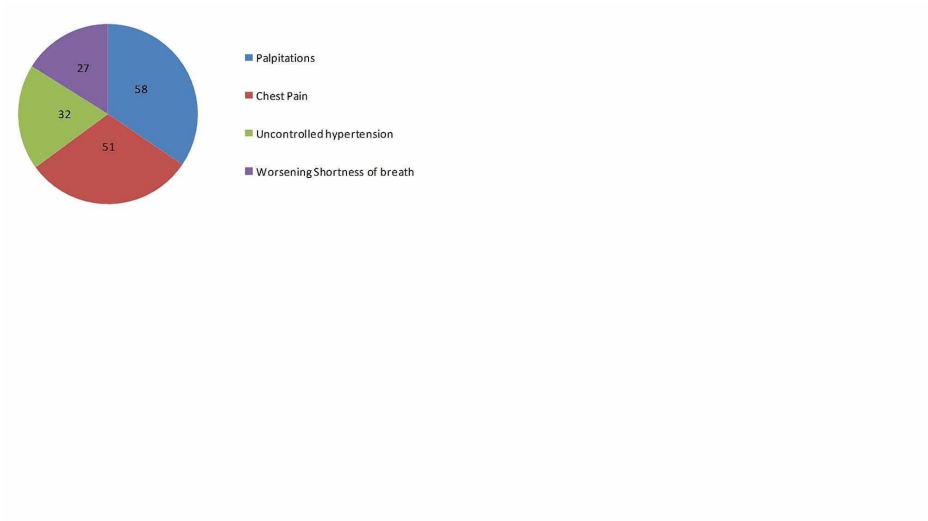 27
58
32
51
Palpitations
Chest Pain
Uncontrolled hypertension
Worsening Shortness of breath